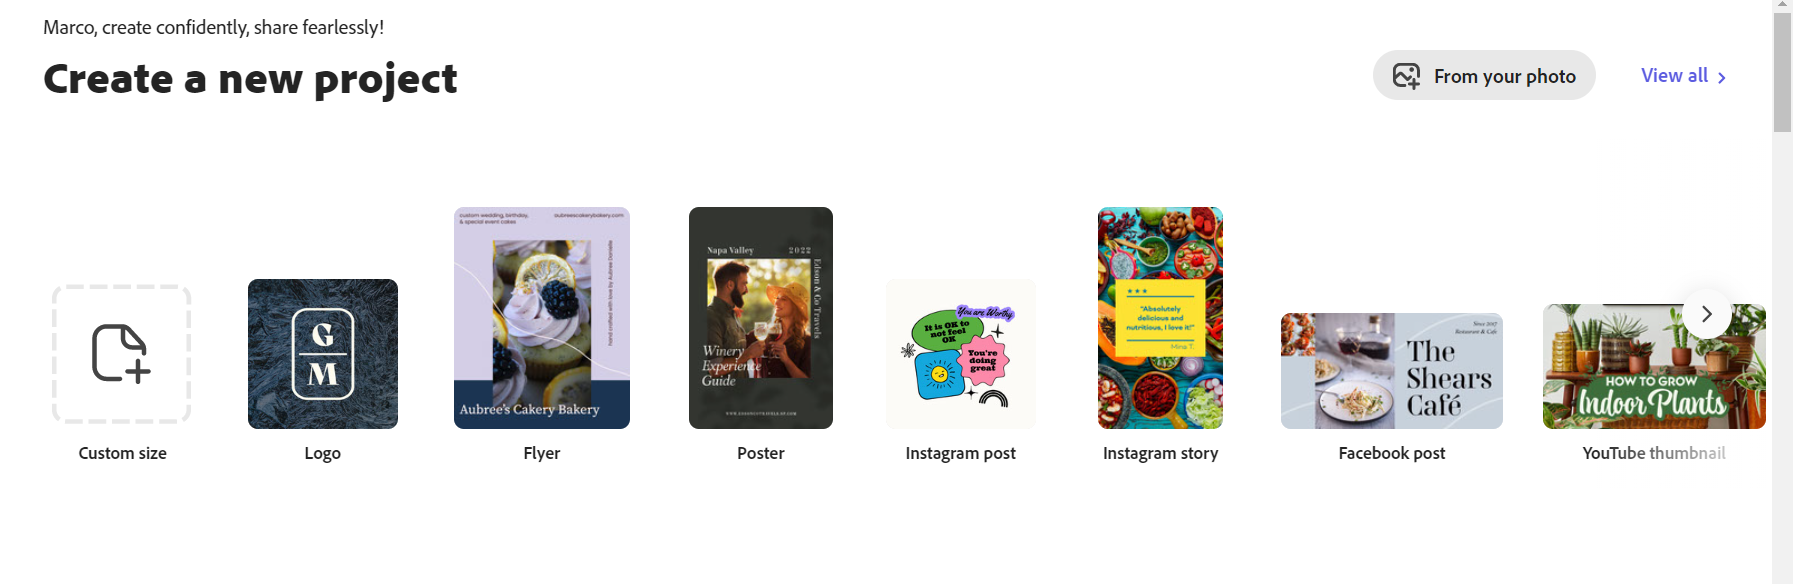 Marco, create confidently, share fearlessly!
Create a new project
From your photo
View all
custom wedding, birthday,
& special event cakes
aubreescakerybakery.com
hand crafted with love by Aubree Danielle
Aubree's Cakery Bakery
Napa Valley
2022
Edson & Co Travels
Winery
Experience
Guide
G
M
You are Worthy
It is OK to
not feel
OK
You're
doing
great
"Absolutely
delicious and
nutritious, I love it!"
Mina T.
Since 2017
Restaurant & Cafe
The
Shears
Café
HOW TO GROW
Indoor Plants
Custom size
Logo
Flyer
Poster
Instagram post
Instagram story
Facebook post
YouTube thumbnail